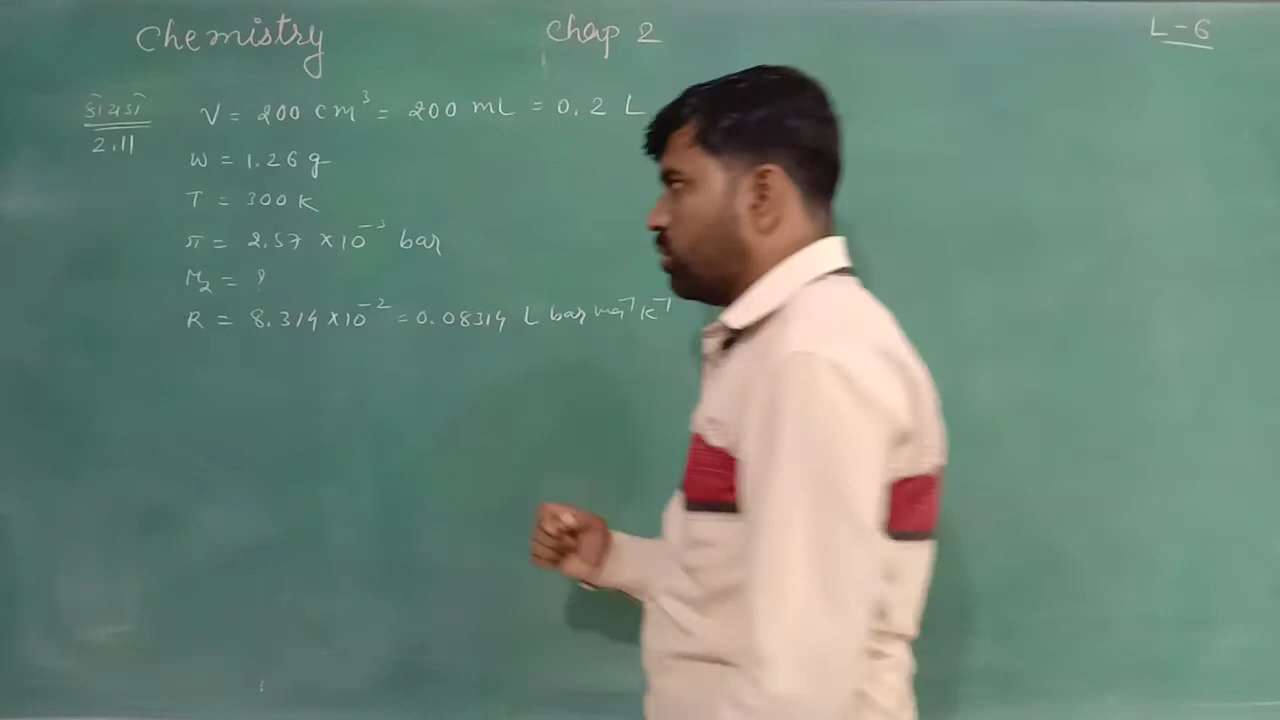 Chemistry Chap 2 L-6
2.11
V = 200 cm³ = 200 ml = 0.2 L
W = 1.26 g
T = 300 K
π = 2.57 ×10⁻³ bar
M₂ = ?
R = 8.314 ×10⁻² = 0.08314 L bar mol⁻¹ K⁻¹